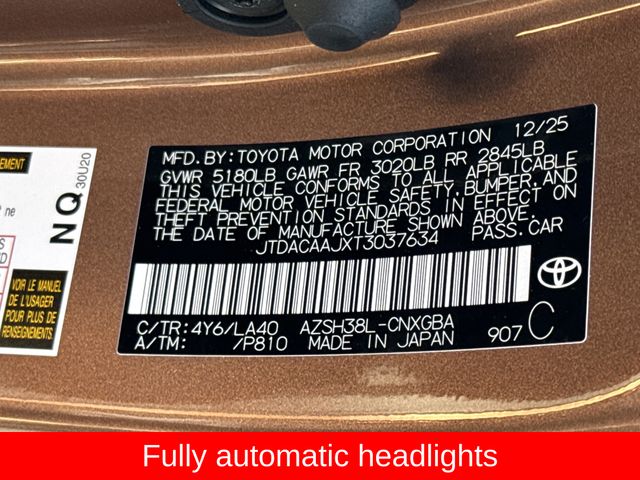 EMENT
ne
S
D
VOIR LE MANUEL
DE L'USAGER
POUR PLUS DE
RENSEIGNEMENTS
NQ
30U20
MFD. BY: TOYOTA MOTOR CORPORATION 12/25
GVWR 5180LB GAWR FR 3020LB RR 2845LB
THIS VEHICLE CONFORMS TO ALL APPLICABLE
FEDERAL MOTOR VEHICLE SAFETY, BUMPER, AND
THEFT PREVENTION STANDARDS IN EFFECT ON
THE DATE OF MANUFACTURE SHOWN ABOVE.
JTDACAAJXT3037634 PASS. CAR
C/TR: 4Y6/LA40 AZSH38L-CNXGBA
A/TM: /P810 MADE IN JAPAN 907 C
Fully automatic headlights